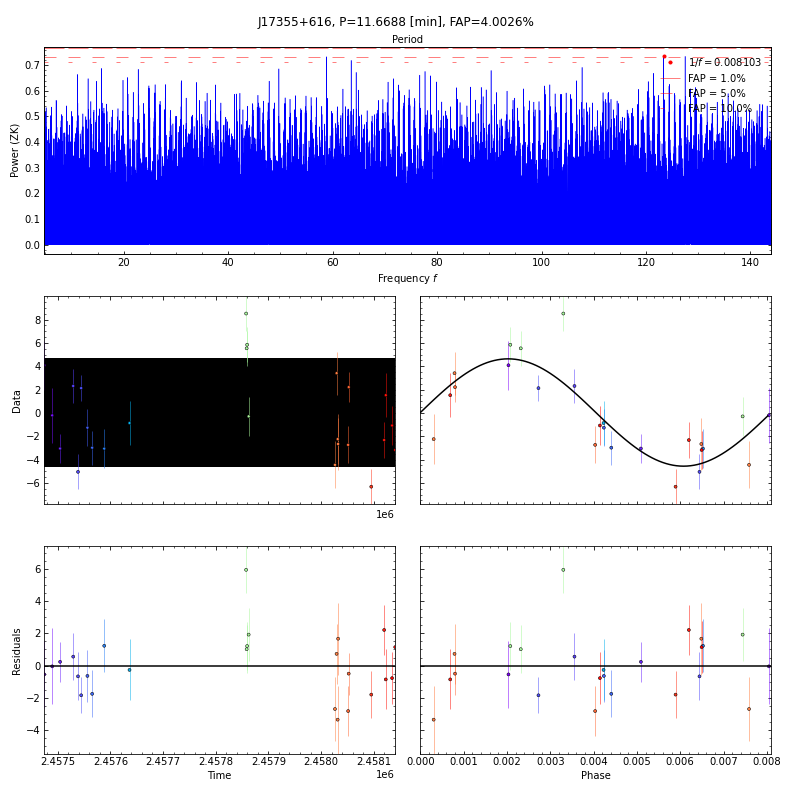 J17355+616, P=11.6688 [min], FAP=4.0026%
Period
1/f = 0.008103
FAP = 1.0%
FAP = 5.0%
FAP = 10.0%
Power (ZK)
0.7
0.6
0.5
0.4
0.3
0.2
0.1
0.0
20 40 60 80 100 120 140
Frequency f
Data
8
6
4
2
0
−2
−4
−6
1e6
Residuals
6
4
2
0
−2
−4
2.4575 2.4576 2.4577 2.4578 2.4579 2.4580 2.4581
1e6
Time
0.000 0.001 0.002 0.003 0.004 0.005 0.006 0.007 0.008
Phase